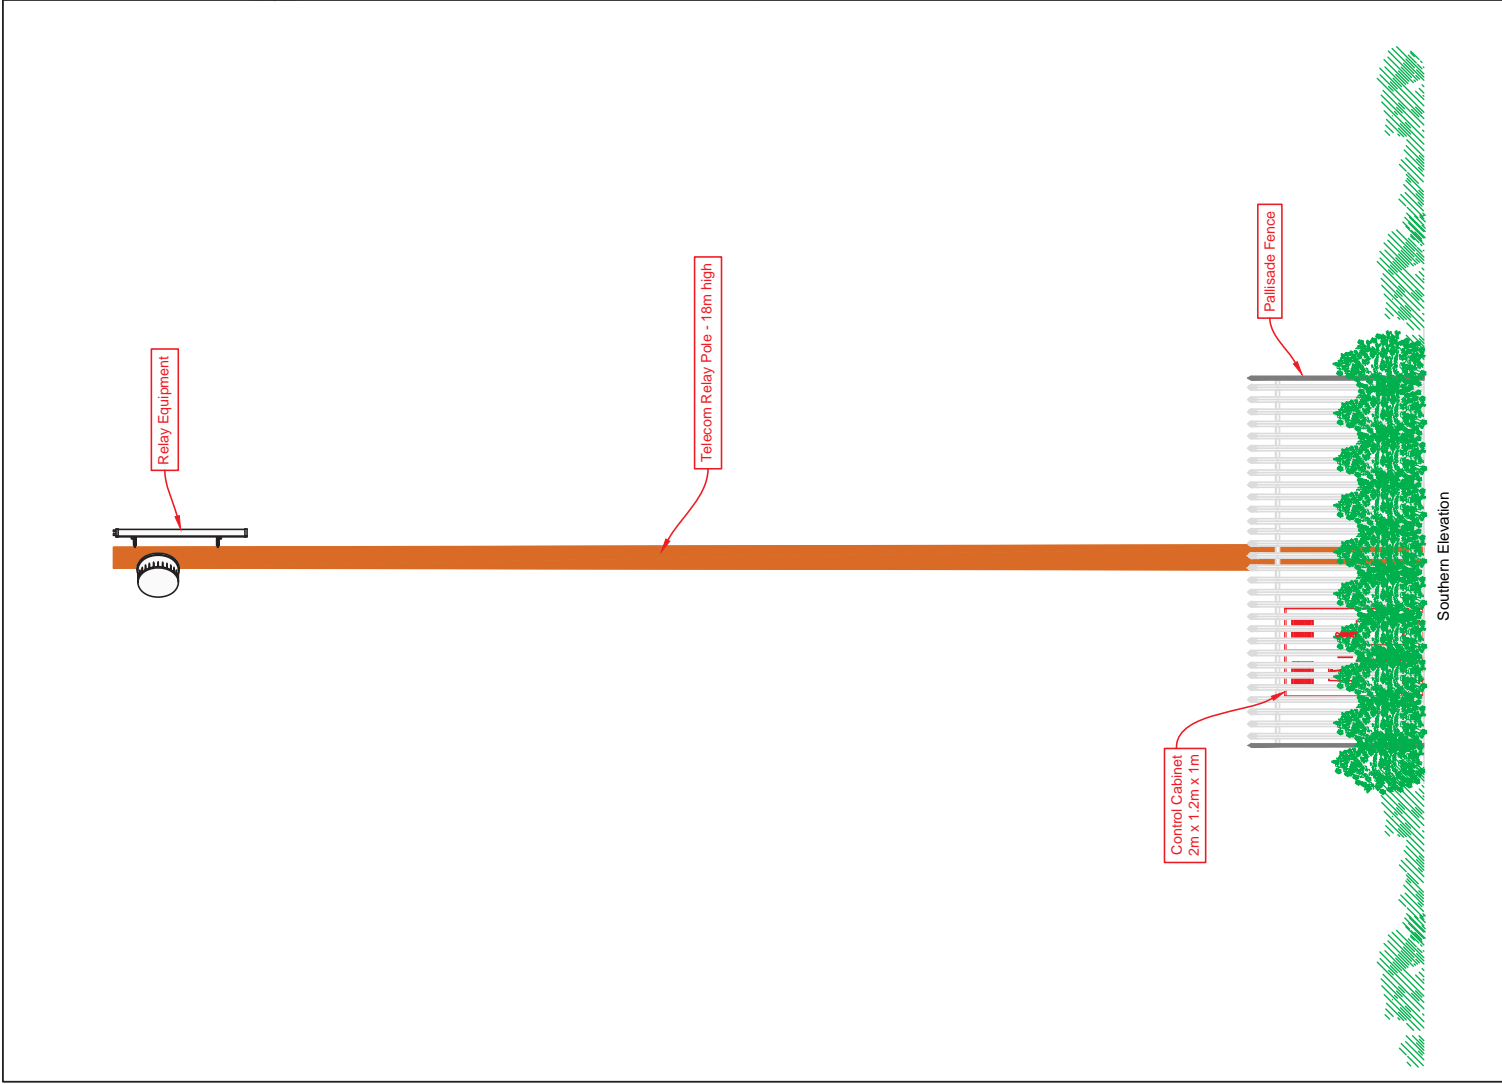 Relay Equipment
Telecom Relay Pole - 18m high
Pallisade Fence
Control Cabinet
2m x 1.2m x 1m
Southern Elevation